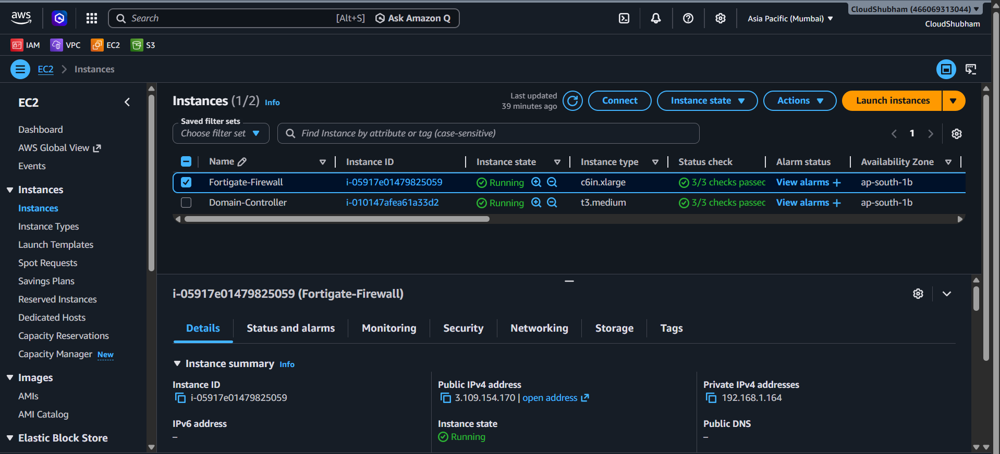 aws
Search [Alt+S] Ask Amazon Q
Asia Pacific (Mumbai)
CloudShubham (466069313044)
CloudShubham
IAM VPC EC2 S3
EC2 Instances
EC2
Dashboard
AWS Global View
Events
Instances
Instances
Instance Types
Launch Templates
Spot Requests
Savings Plans
Reserved Instances
Dedicated Hosts
Capacity Reservations
Capacity Manager New
Images
AMIs
AMI Catalog
Elastic Block Store
Instances (1/2) Info
Last updated
39 minutes ago
Connect Instance state Actions Launch instances
Saved filter sets
Choose filter set
Find Instance by attribute or tag (case-sensitive)
1
Name Instance ID Instance state Instance type Status check Alarm status Availability Zone
Fortigate-Firewall i-05917e01479825059 Running c6in.xlarge 3/3 checks passec View alarms + ap-south-1b
Domain-Controller i-010147afea61a33d2 Running t3.medium 3/3 checks passec View alarms + ap-south-1b
i-05917e01479825059 (Fortigate-Firewall)
Details Status and alarms Monitoring Security Networking Storage Tags
Instance summary Info
Instance ID
i-05917e01479825059
Public IPv4 address
3.109.154.170 | open address
Private IPv4 addresses
192.168.1.164
IPv6 address
–
Instance state
Running
Public DNS
–